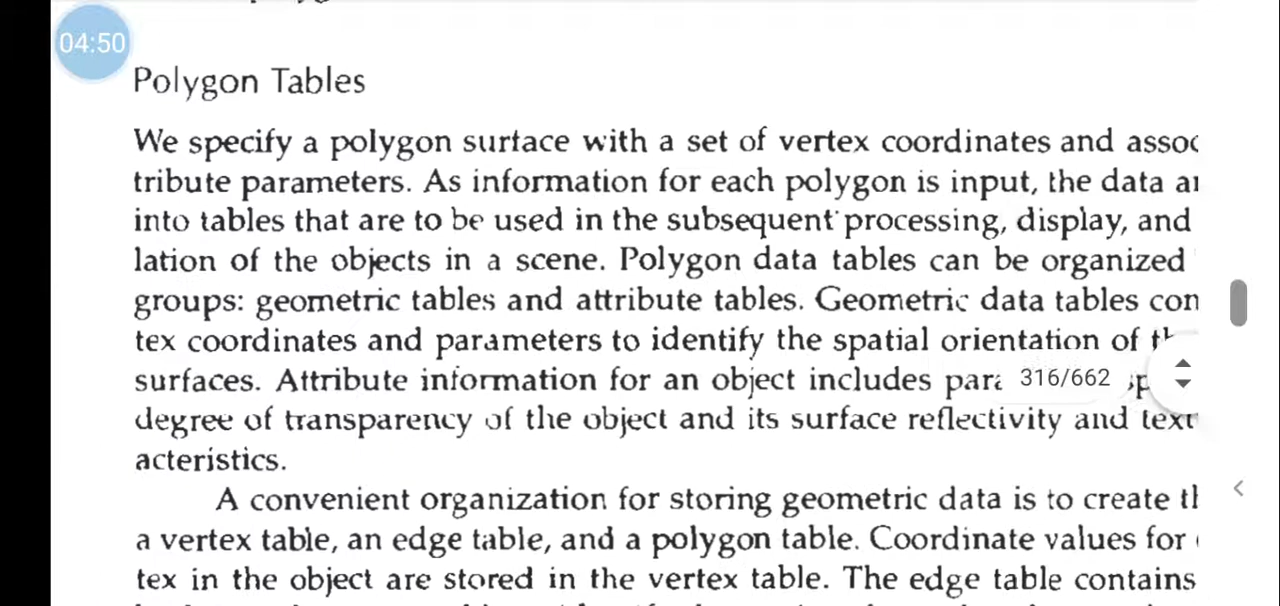 04:50
Polygon Tables
We specify a polygon surface with a set of vertex coordinates and assoc
tribute parameters. As information for each polygon is input, the data
into tables that are to be used in the subsequent processing, display, and
lation of the objects in a scene. Polygon data tables can be organized
groups: geometric tables and attribute tables. Geometric data tables con
tex coordinates and parameters to identify the spatial orientation of
surfaces. Attribute information for an object includes para
316/662
degree of transparency of the object and its surface reflectivity and text
acteristics.
A convenient organization for storing geometric data is to create
a vertex table, an edge table, and a polygon table. Coordinate values for
tex in the object are stored in the vertex table. The edge table contains